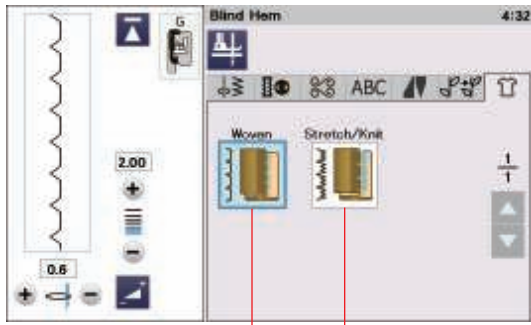 G
Blind Hem 4:32
ABC
Woven Stretch/Knit
1
1
2.00
0.6